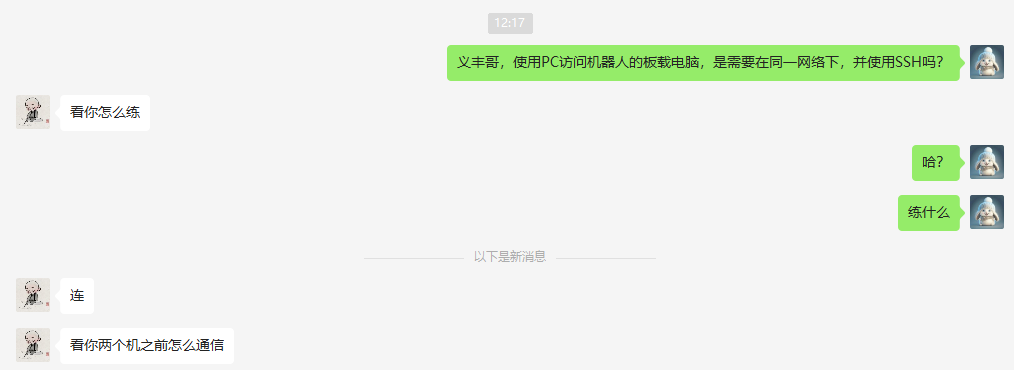 12:17
义丰哥，使用PC访问机器人的板载电脑，是需要在同一网络下，并使用SSH吗？
看你怎么练
哈？
练什么
以下是新消息
连
看你两个机之前怎么通信